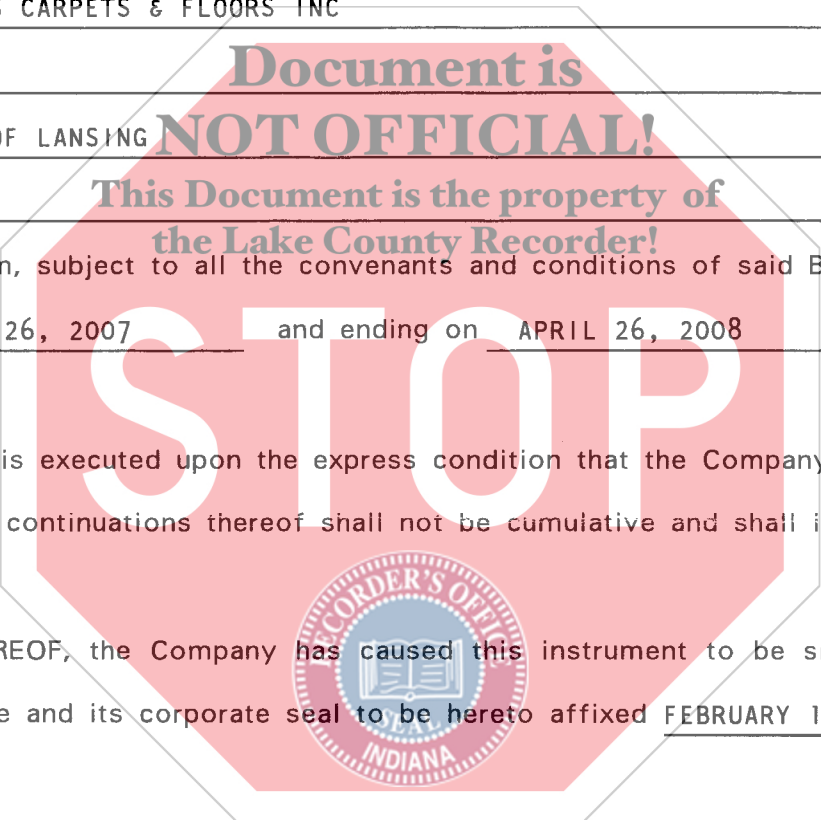 CARPETS & FLOORS INC
Document is
OF LANSING NOT OFFICIAL!
This Document is the property of
the Lake County Recorder!
subject to all the convenants and conditions of said B
26, 2007 and ending on APRIL 26, 2008
STOP
is executed upon the express condition that the Company
continuations thereof shall not be cumulative and shall i
REOF, the Company has caused this instrument to be s
e and its corporate seal to be hereto affixed FEBRUARY 1
RECORDER'S OFFICE
SEAL
INDIANA